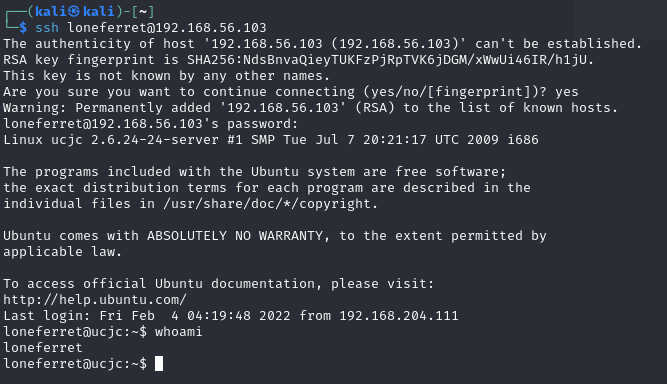 ┌──(kali㉿kali)-[~]
└─$ ssh loneferret@192.168.56.103
The authenticity of host '192.168.56.103 (192.168.56.103)' can't be established.
RSA key fingerprint is SHA256:NdsBnvaQieyTUKFzPjRpTVK6jDGM/xWwUi46IR/h1jU.
This key is not known by any other names.
Are you sure you want to continue connecting (yes/no/[fingerprint])? yes
Warning: Permanently added '192.168.56.103' (RSA) to the list of known hosts.
loneferret@192.168.56.103's password:
Linux ucjc 2.6.24-24-server #1 SMP Tue Jul 7 20:21:17 UTC 2009 i686
The programs included with the Ubuntu system are free software;
the exact distribution terms for each program are described in the
individual files in /usr/share/doc/*/copyright.
Ubuntu comes with ABSOLUTELY NO WARRANTY, to the extent permitted by
applicable law.
To access official Ubuntu documentation, please visit:
http://help.ubuntu.com/
Last login: Fri Feb  4 04:19:48 2022 from 192.168.204.111
loneferret@ucjc:~$ whoami
loneferret
loneferret@ucjc:~$